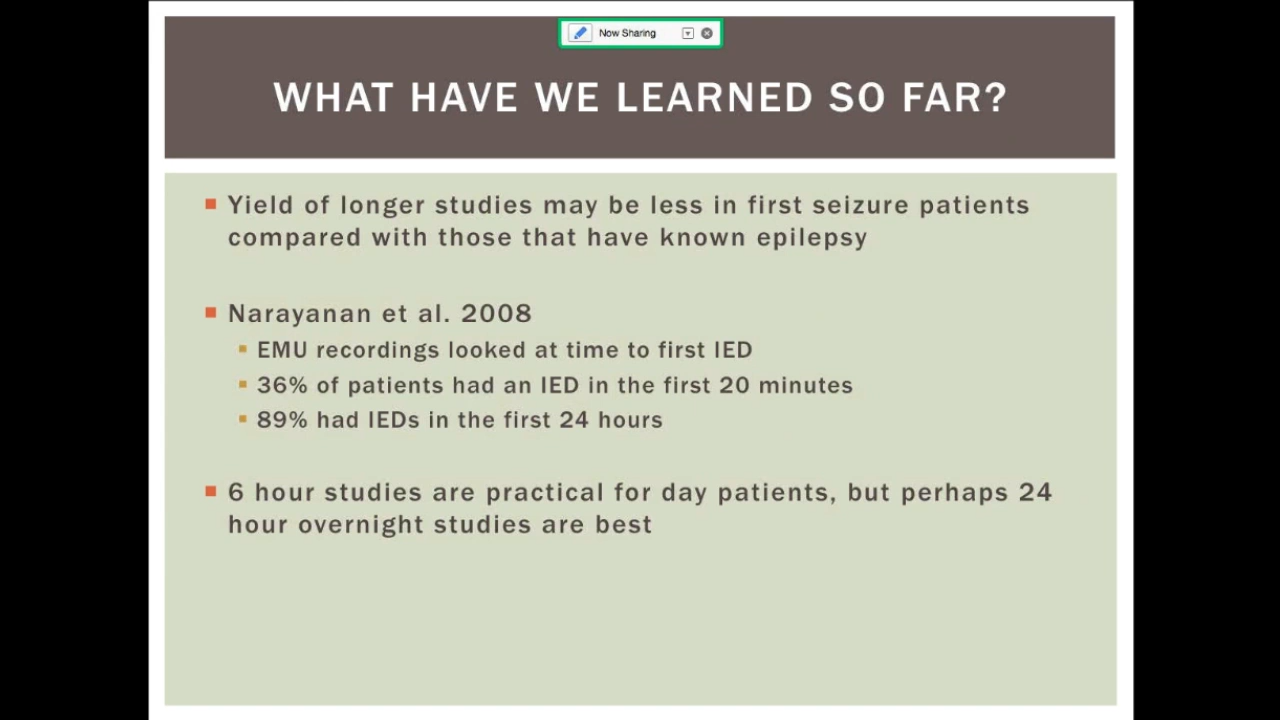 Now Sharing
WHAT HAVE WE LEARNED SO FAR?
Yield of longer studies may be less in first seizure patients
compared with those that have known epilepsy
Narayanan et al. 2008
EMU recordings looked at time to first IED
36% of patients had an IED in the first 20 minutes
89% had IEDs in the first 24 hours
6 hour studies are practical for day patients, but perhaps 24
hour overnight studies are best